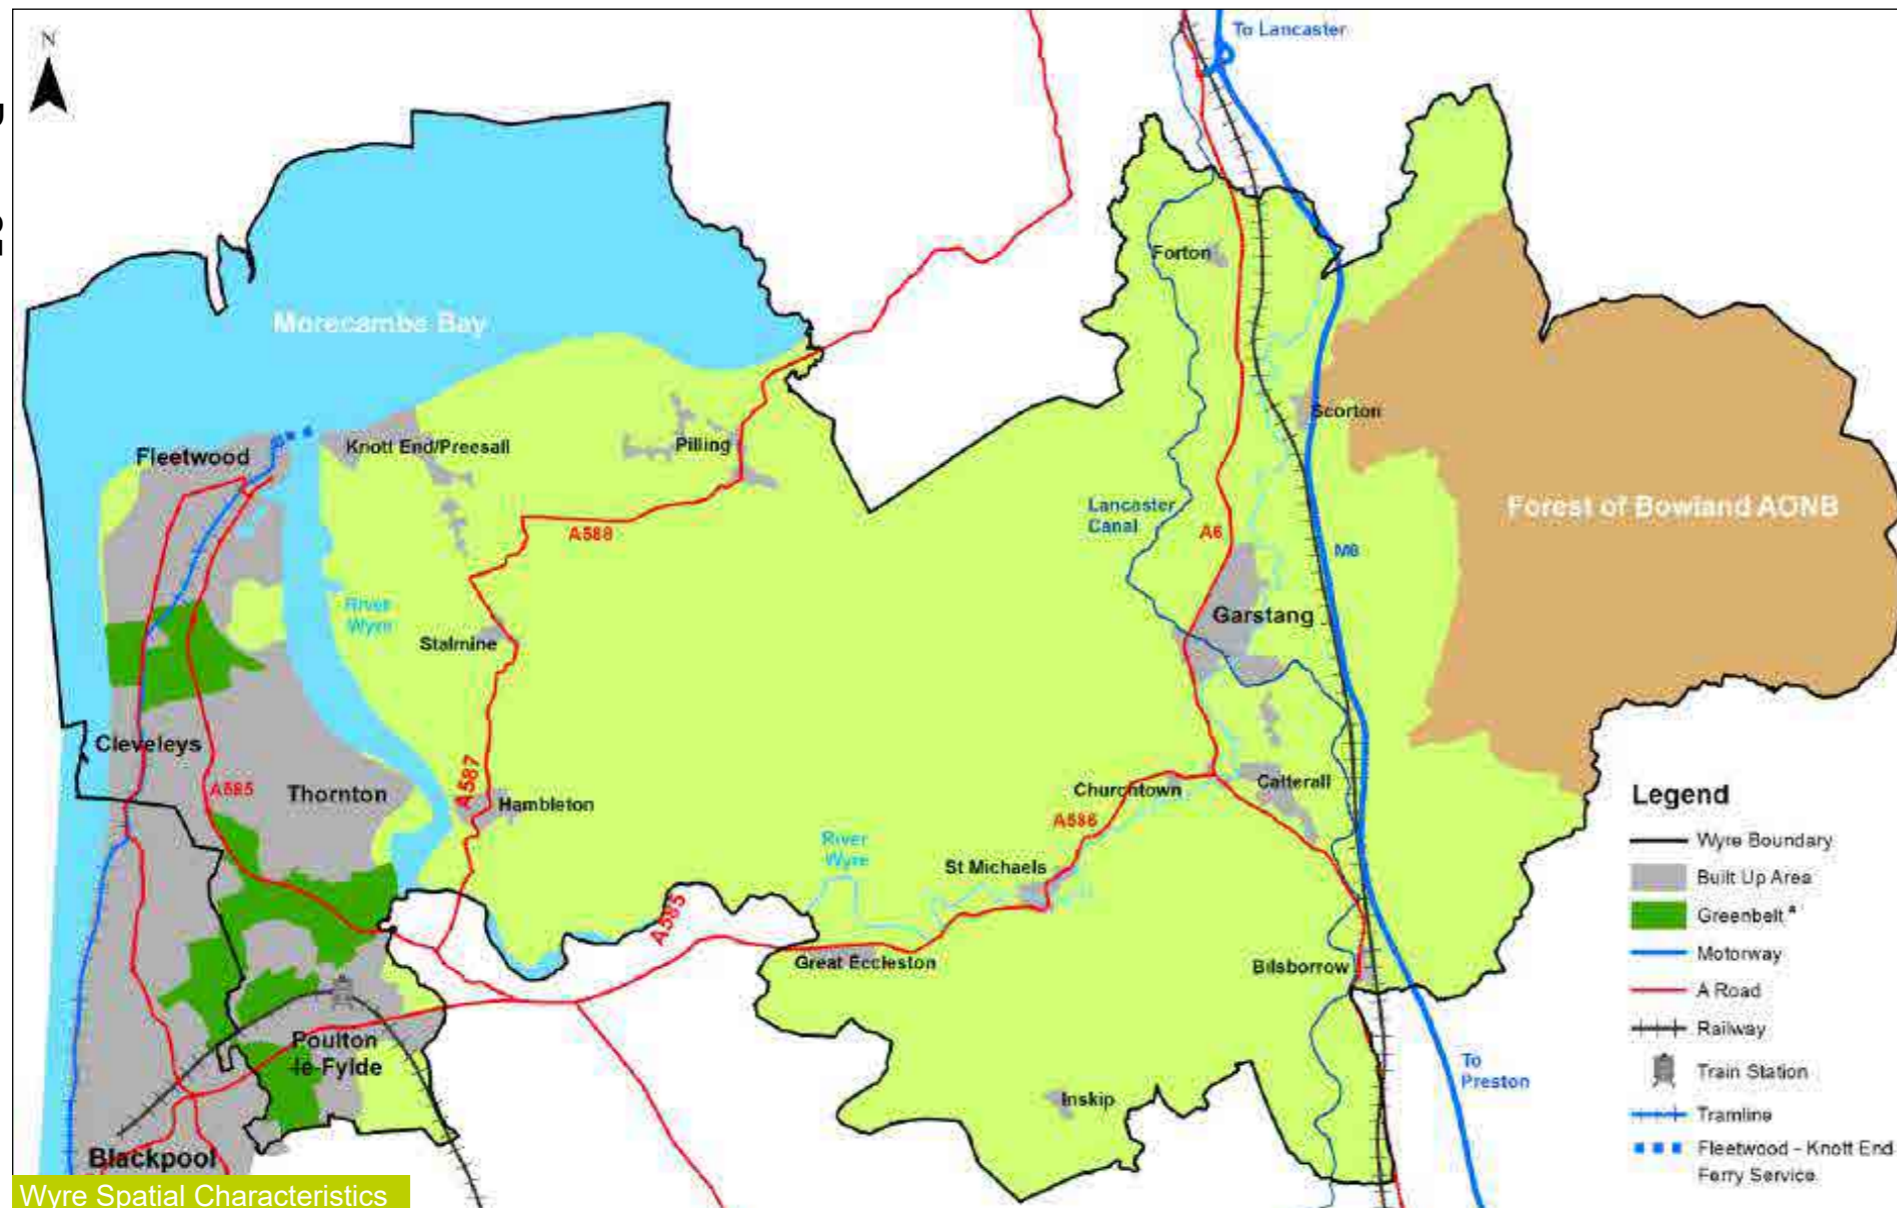 N
To Lancaster
Forton
Morecambe Bay
Scorton
Fleetwood
Knott End/Preesall
Pilling
Lancaster
Canal
Forest of Bowland AONB
A588
A6
M6
River
Wyre
Garstang
Stalmine
Cleveleys
A585
Thornton
A587
Hambleton
Churchtown
Catterall
A586
River
Wyre
St Michaels
A585
Great Eccleston
Bilsborrow
Poulton
-le-Fylde
Inskip
To
Preston
Blackpool
Legend
Wyre Boundary
Built Up Area
Greenbelt *
Motorway
A Road
Railway
Train Station
Tramline
Fleetwood - Knott End
Ferry Service
Wyre Spatial Characteristics